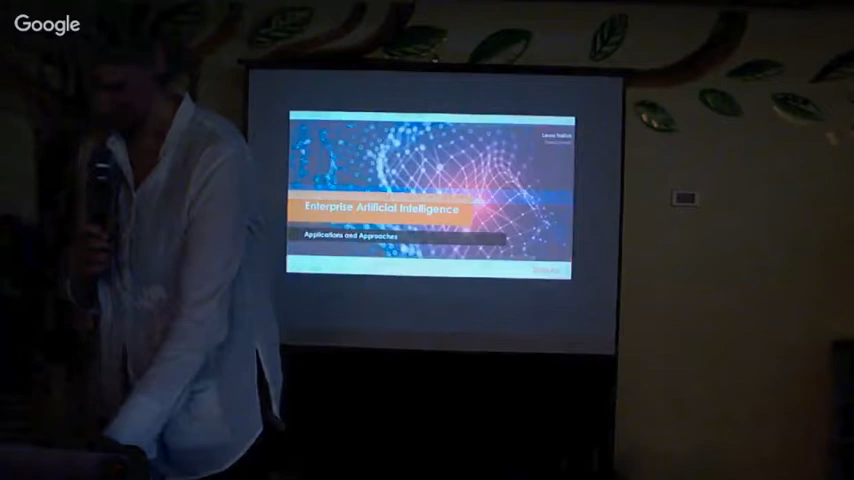 Google
Enterprise Artificial Intelligence
Applications and Approaches